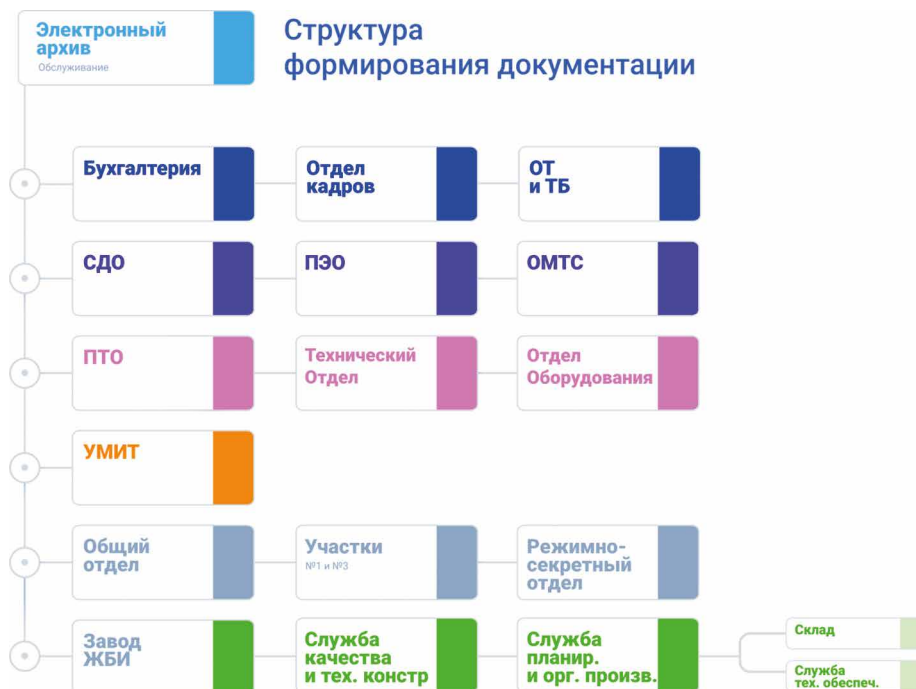 Электронный
архив
Обслуживание
Структура
формирования документации
Бухгалтерия
Отдел
кадров
ОТ
и ТБ
СДО
ПЭО
ОМТС
ПТО
Технический
Отдел
Отдел
Оборудования
УМИТ
Общий
отдел
Участки
№1 и №3
Режимно-
секретный
отдел
Завод
ЖБИ
Служба
качества
и тех. констр
Служба
планир.
и орг. произв.
Склад
Служба
тех. обеспеч.